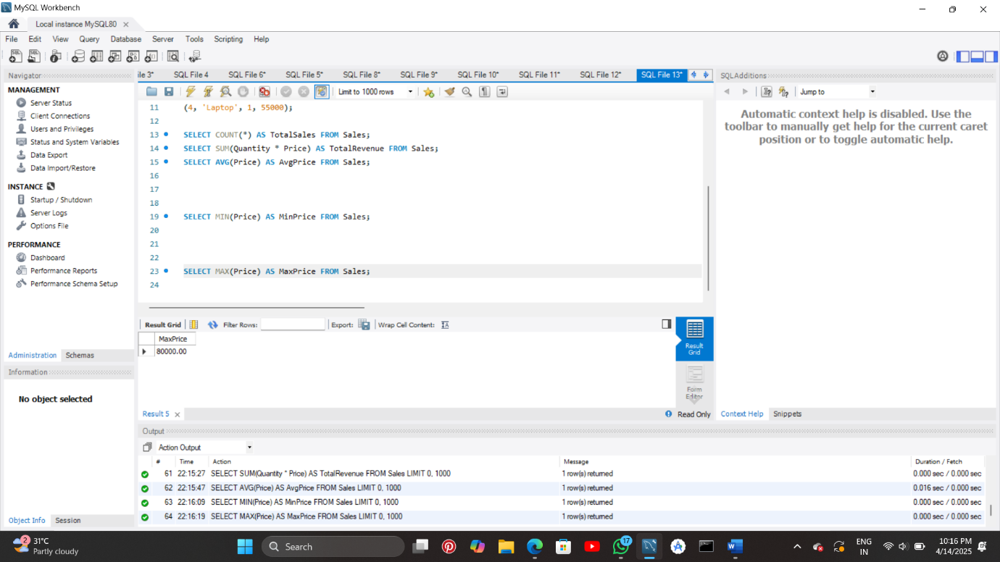 MySQL Workbench
Local instance MySQL80
File Edit View Query Database Server Tools Scripting Help
Navigator
MANAGEMENT
Server Status
Client Connections
Users and Privileges
Status and System Variables
Data Export
Data Import/Restore
INSTANCE
Startup / Shutdown
Server Logs
Options File
PERFORMANCE
Dashboard
Performance Reports
Performance Schema Setup
Administration Schemas
Information
No object selected
Object Info Session
ile 3* SQL File 4 SQL File 6* SQL File 5* SQL File 8* SQL File 9* SQL File 10* SQL File 11* SQL File 12* SQL File 13*
Limit to 1000 rows
11 (4, 'Laptop', 1, 55000);
12
13 SELECT COUNT(*) AS TotalSales FROM Sales;
14 SELECT SUM(Quantity * Price) AS TotalRevenue FROM Sales;
15 SELECT AVG(Price) AS AvgPrice FROM Sales;
16
17
18
19 SELECT MIN(Price) AS MinPrice FROM Sales;
20
21
22
23 SELECT MAX(Price) AS MaxPrice FROM Sales;
24
Result Grid Filter Rows: Export: Wrap Cell Content:
MaxPrice
80000.00
Result Grid
Form Editor
Result 5 Read Only
SQLAdditions
Jump to
Automatic context help is disabled. Use the
toolbar to manually get help for the current caret
position or to toggle automatic help.
Context Help Snippets
Output
Action Output
# Time Action Message Duration / Fetch
61 22:15:27 SELECT SUM(Quantity * Price) AS TotalRevenue FROM Sales LIMIT 0, 1000 1 row(s) returned 0.000 sec / 0.000 sec
62 22:15:47 SELECT AVG(Price) AS AvgPrice FROM Sales LIMIT 0, 1000 1 row(s) returned 0.016 sec / 0.000 sec
63 22:16:09 SELECT MIN(Price) AS MinPrice FROM Sales LIMIT 0, 1000 1 row(s) returned 0.000 sec / 0.000 sec
64 22:16:19 SELECT MAX(Price) AS MaxPrice FROM Sales LIMIT 0, 1000 1 row(s) returned 0.000 sec / 0.000 sec
2 31°C
Partly cloudy
Search
17
ENG
IN
10:16 PM
4/14/2025